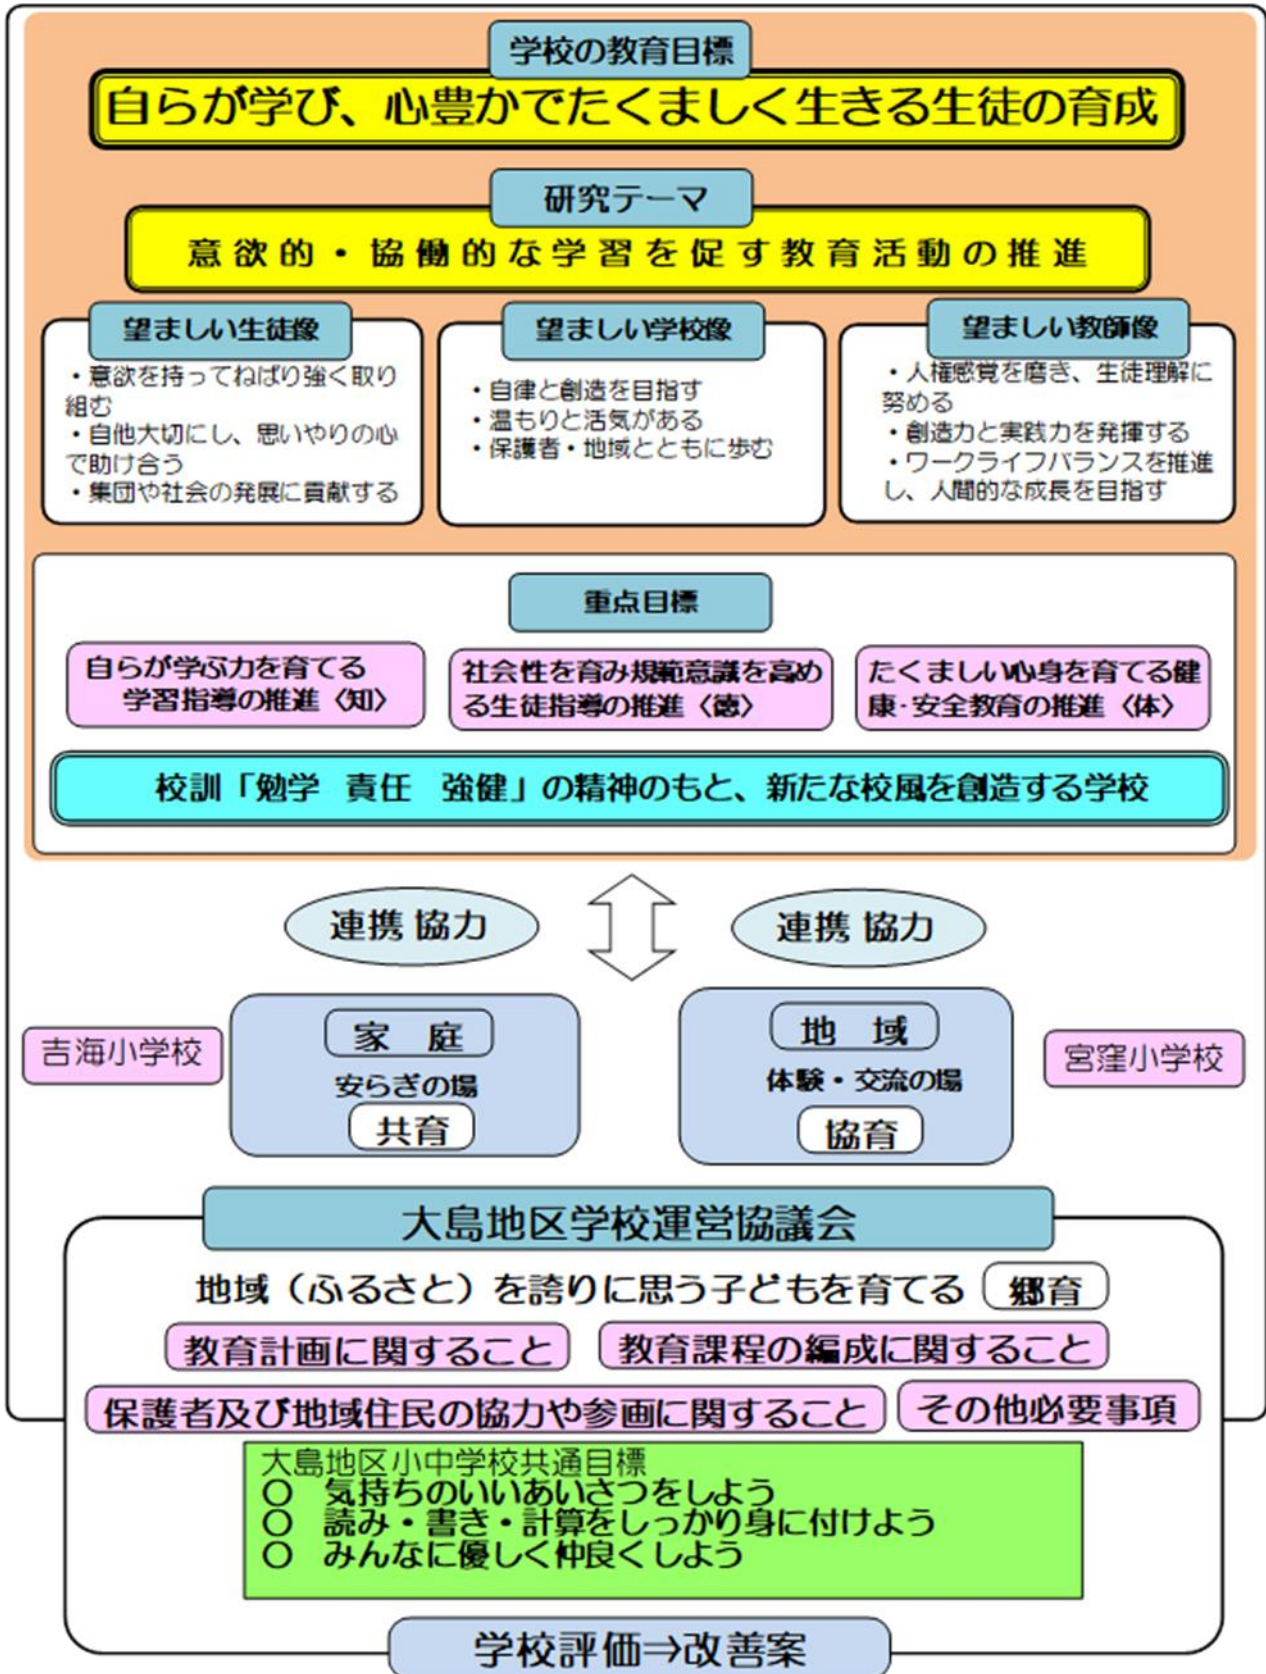 学校の教育目標
自らが学び、心豊かでたくましく生きる生徒の育成
研究テーマ
意欲的・協働的な学習を促す教育活動の推進
望ましい生徒像
・意欲を持ってねばり強く取り
組む
・自他大切にし、思いやりの心
で助け合う
・集団や社会の発展に貢献する
望ましい学校像
・自律と創造を目指す
・温もりと活気がある
・保護者・地域とともに歩む
望ましい教師像
・人権感覚を磨き、生徒理解に
努める
・創造力と実践力を発揮する
・ワークライフバランスを推進
し、人間的な成長を目指す
重点目標
自らが学ぶ力を育てる
学習指導の推進〈知〉
社会性を育み規範意識を高め
る生徒指導の推進〈徳〉
たくましい心身を育てる健
康・安全教育の推進〈体〉
校訓「勉学 責任 強健」の精神のもと、新たな校風を創造する学校
連携 協力
連携 協力
吉海小学校
家 庭
安らぎの場
共育
地 域
体験・交流の場
協育
宮窪小学校
大島地区学校運営協議会
地域（ふるさと）を誇りに思う子どもを育てる 郷育
教育計画に関すること
教育課程の編成に関すること
保護者及び地域住民の協力や参画に関すること
その他必要事項
大島地区小中学校共通目標
○ 気持ちのいいあいさつをしよう
○ 読み・書き・計算をしっかり身に付けよう
○ みんなに優しく仲良くしよう
学校評価⇒改善案